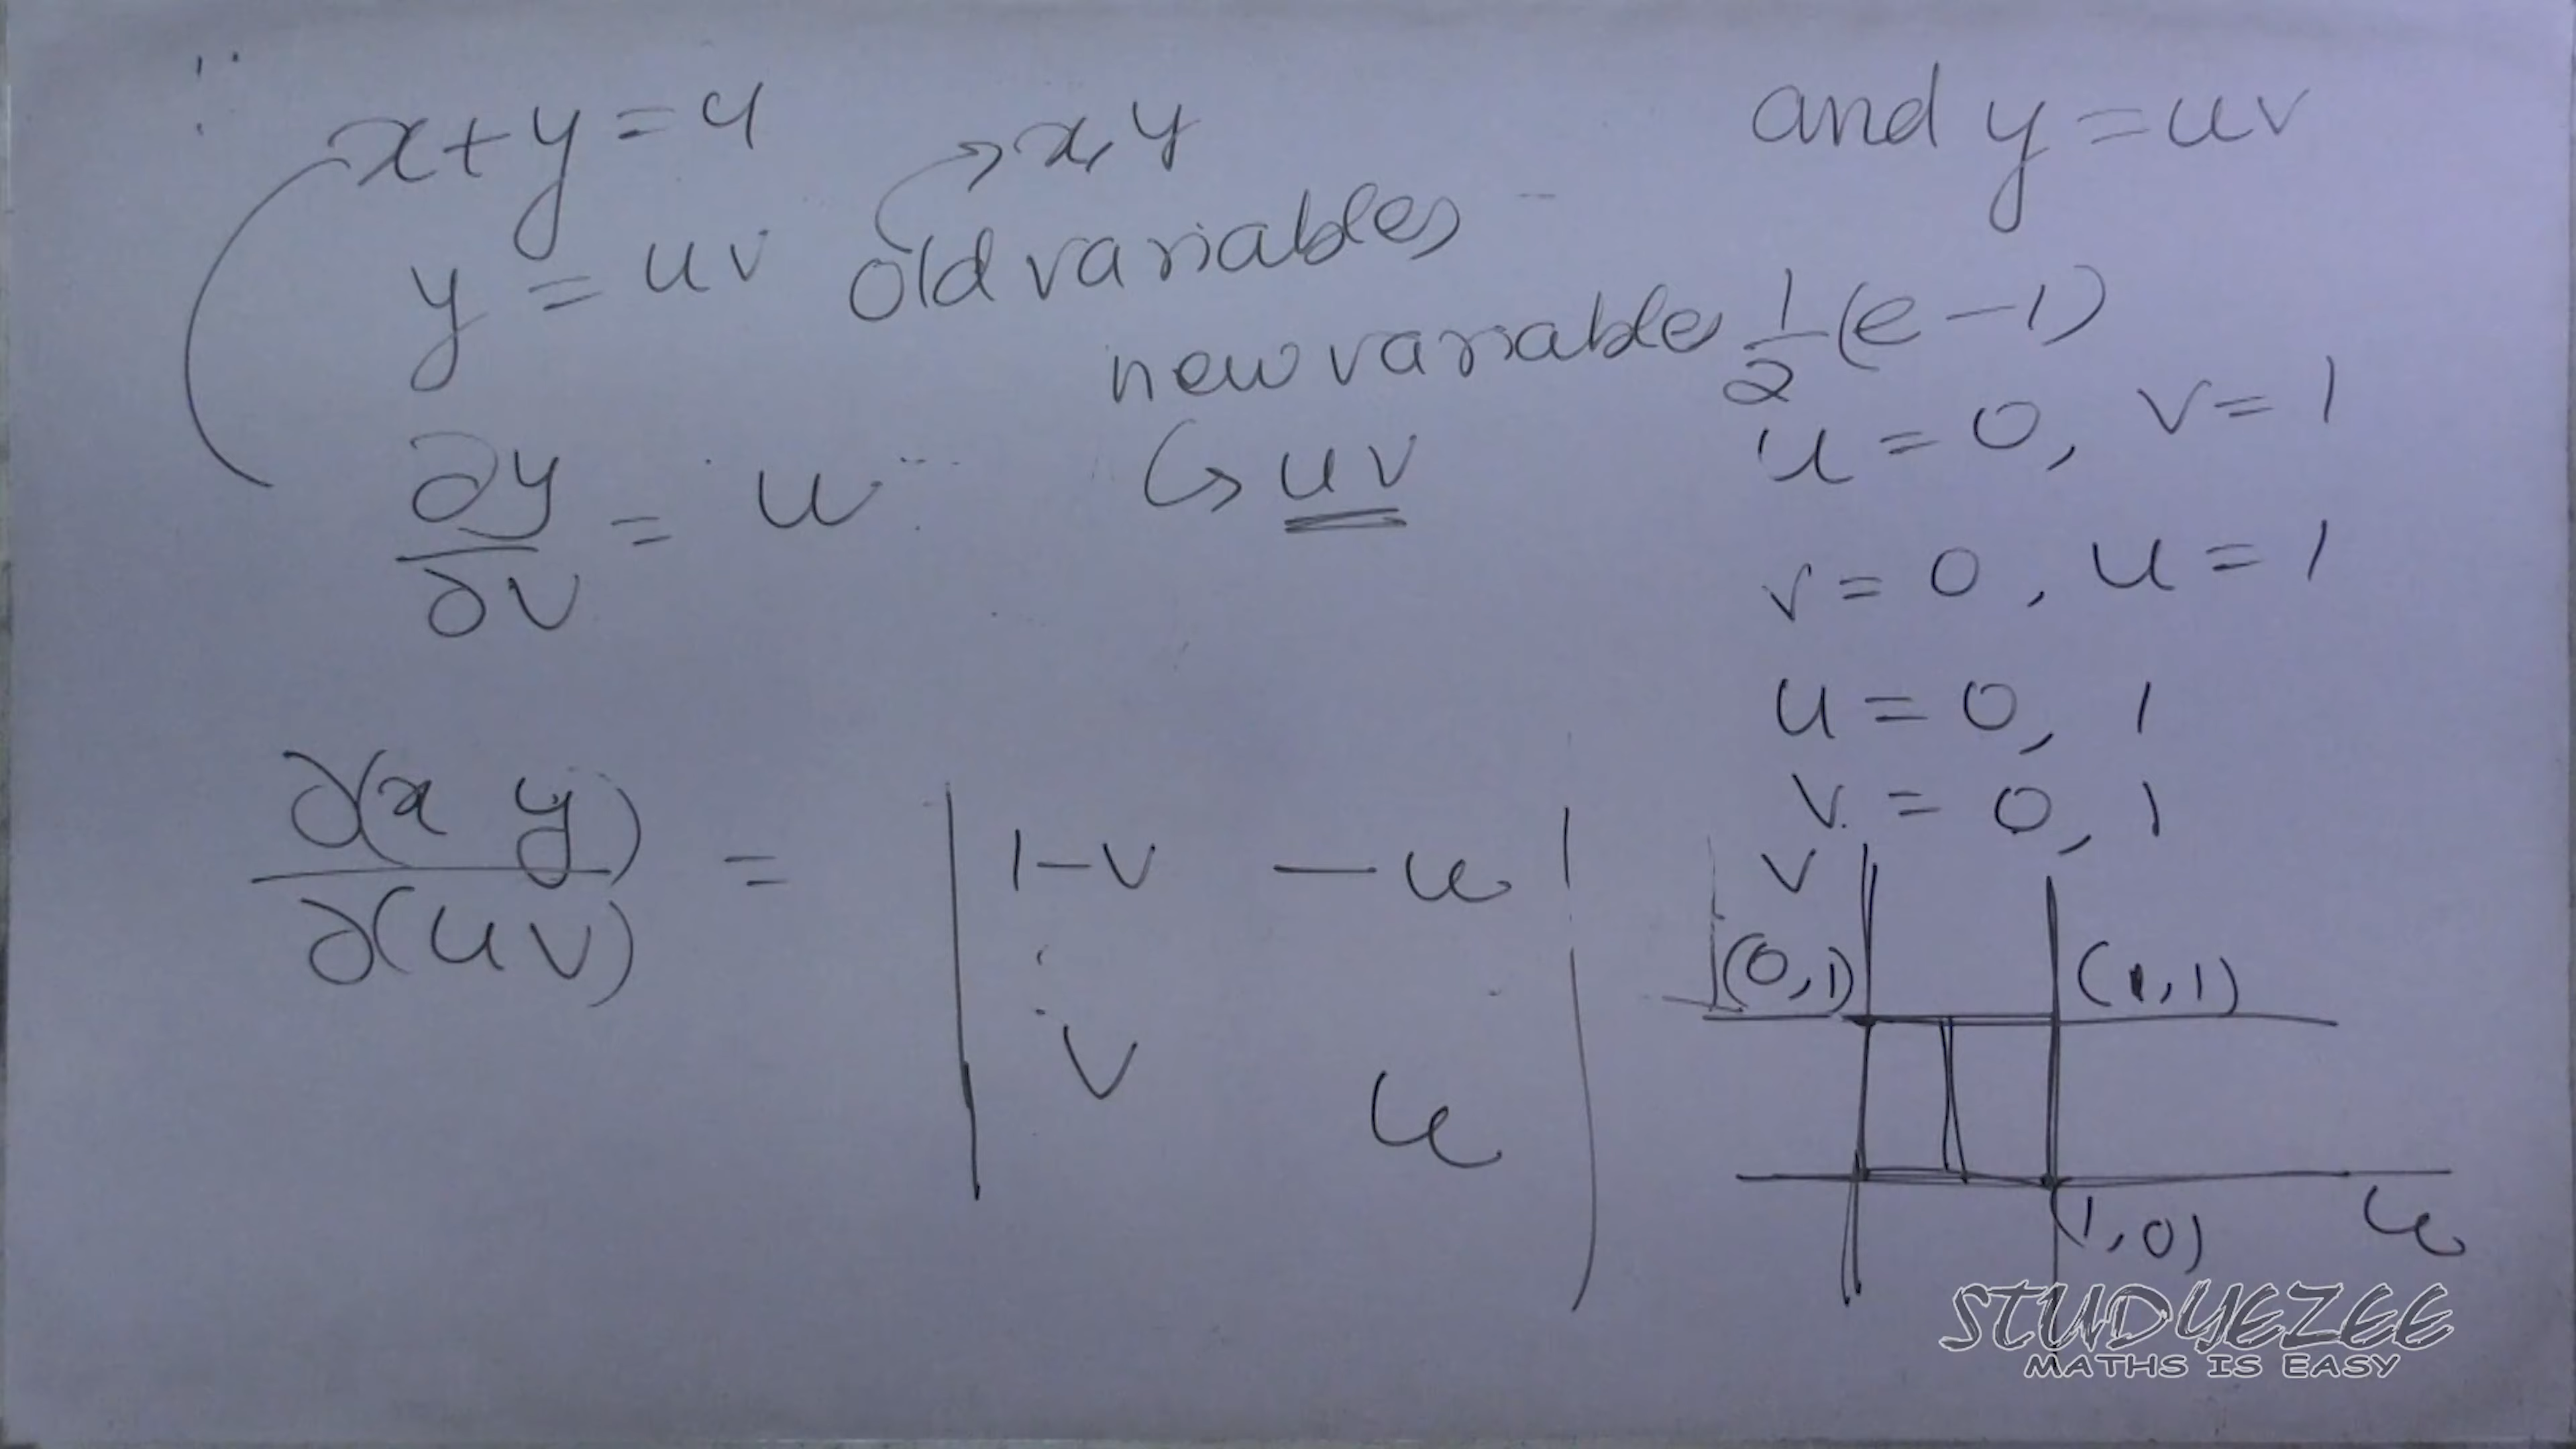 ∵ x+y=u
y = uv
→ x, y
old variables
new variables
↪ uv
∂y/∂v = u
∂(x y)/∂(u v) = | 1-v  -u |
| v  u |
and y = uv
1/2 (e-1)
u = 0, v = 1
v = 0, u = 1
u = 0, 1
v = 0, 1
v
(0,1) (1,1)
(1,0) u
STUDYEZEE
MATHS IS EASY